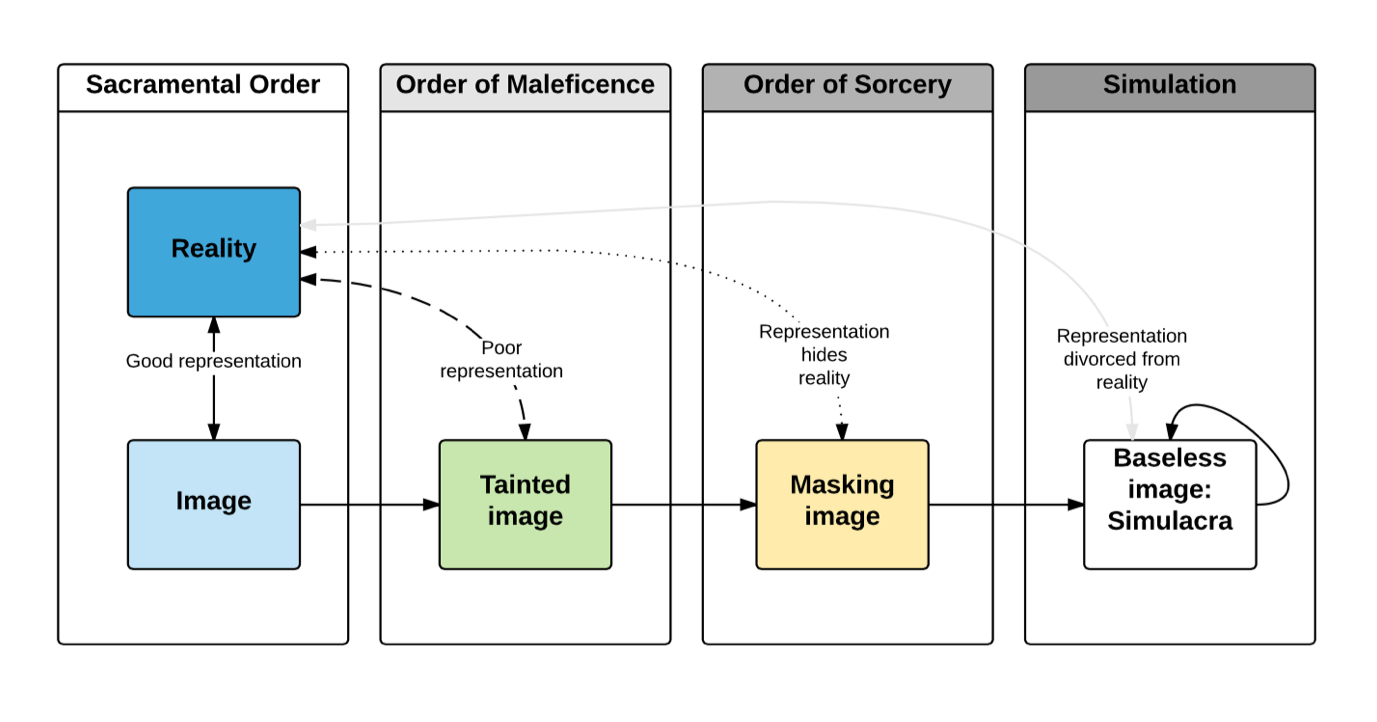 Sacramental Order
Order of Maleficence
Order of Sorcery
Simulation
Reality
Good representation
Poor
representation
Representation
hides
reality
Representation
divorced from
reality
Image
Tainted
image
Masking
image
Baseless
image:
Simulacra